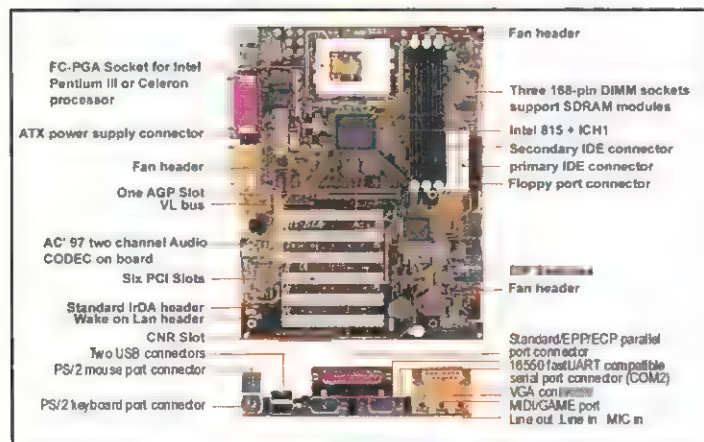 FC-PGA Socket for Intel
Pentium III or Celeron
processor
ATX power supply connector
Fan header
One AGP Slot
VL bus
AC' 97 two channel Audio
CODEC on board
Six PCI Slots
Standard IrDA header
Wake on Lan header
CNR Slot
Two USB connectors
PS/2 mouse port connector
PS/2 keyboard port connector
Fan header
Three 168-pin DIMM sockets
support SDRAM modules
Intel 815 + ICH1
Secondary IDE connector
primary IDE connector
Floppy port connector
Fan header
Standard/EPP/ECP parallel
port connector
16550 fastUART compatible
serial port connector (COM2)
VGA
MIDI/GAME port
Line out Line in MIC in